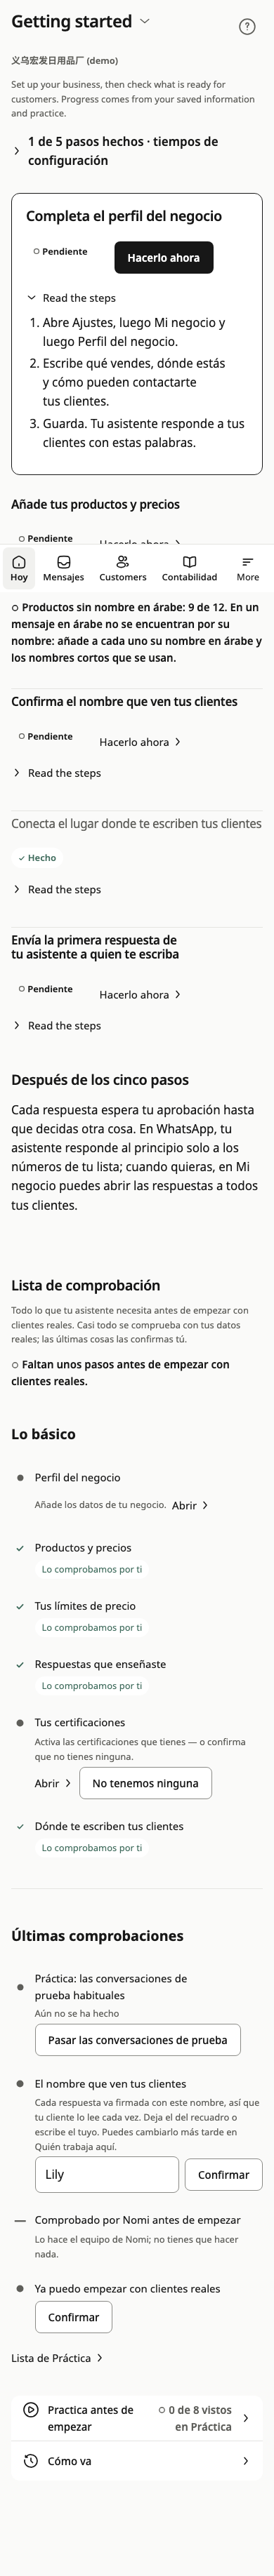 Getting started
义乌宏发日用品厂 (demo)
Set up your business, then check what is ready for
customers. Progress comes from your saved information
and practice.
1 de 5 pasos hechos · tiempos de
configuración
Completa el perfil del negocio
Pendiente
Hacerlo ahora
Read the steps
1. Abre Ajustes, luego Mi negocio y
luego Perfil del negocio.
2. Escribe qué vendes, dónde estás
y cómo pueden contactarte
tus clientes.
3. Guarda. Tu asistente responde a tus
clientes con estas palabras.
Añade tus productos y precios
Pendiente
Hacerlo ahora
Hoy
Mensajes
Customers
Contabilidad
More
Productos sin nombre en árabe: 9 de 12. En un
mensaje en árabe no se encuentran por su
nombre: añade a cada uno su nombre en árabe y
los nombres cortos que se usan.
Confirma el nombre que ven tus clientes
Pendiente
Hacerlo ahora
Read the steps
Conecta el lugar donde te escriben tus clientes
Hecho
Read the steps
Envía la primera respuesta de
tu asistente a quien te escriba
Pendiente
Hacerlo ahora
Read the steps
Después de los cinco pasos
Cada respuesta espera tu aprobación hasta
que decidas otra cosa. En WhatsApp, tu
asistente responde al principio solo a los
números de tu lista; cuando quieras, en Mi
negocio puedes abrir las respuestas a todos
tus clientes.
Lista de comprobación
Todo lo que tu asistente necesita antes de empezar con
clientes reales. Casi todo se comprueba con tus datos
reales; las últimas cosas las confirmas tú.
Faltan unos pasos antes de empezar con
clientes reales.
Lo básico
Perfil del negocio
Añade los datos de tu negocio.
Abrir
Productos y precios
Lo comprobamos por ti
Tus límites de precio
Lo comprobamos por ti
Respuestas que enseñaste
Lo comprobamos por ti
Tus certificaciones
Activa las certificaciones que tienes — o confirma
que no tienes ninguna.
Abrir
No tenemos ninguna
Dónde te escriben tus clientes
Lo comprobamos por ti
Últimas comprobaciones
Práctica: las conversaciones de
prueba habituales
Aún no se ha hecho
Pasar las conversaciones de prueba
El nombre que ven tus clientes
Cada respuesta va firmada con este nombre, así que
tu cliente lo lee cada vez. Deja el del recuadro o
escribe el tuyo. Puedes cambiarlo más tarde en
Quién trabaja aquí.
Lily
Confirmar
Comprobado por Nomi antes de empezar
Lo hace el equipo de Nomi; no tienes que hacer
nada.
Ya puedo empezar con clientes reales
Confirmar
Lista de Práctica
Practica antes de
empezar
0 de 8 vistos
en Práctica
Cómo va